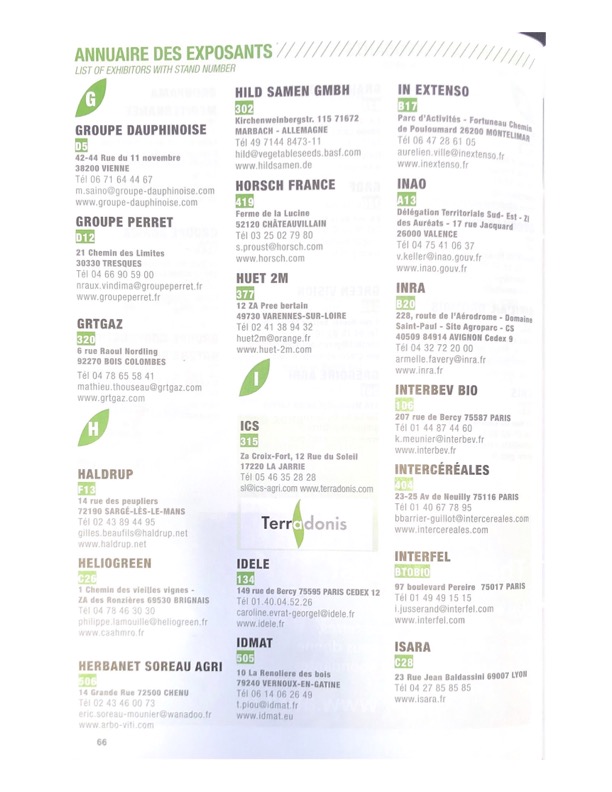 ANNUAIRE DES EXPOSANTS
LIST OF EXHIBITORS WITH STAND NUMBER
G
GROUPE DAUPHINOISE
D5
42-44 Rue du 11 novembre
38200 VIENNE
Tél 06 71 64 44 67
m.saino@groupe-dauphinoise.com
www.groupe-dauphinoise.com
GROUPE PERRET
D12
21 Chemin des Limites
30330 TRESQUES
Tél 04 66 90 59 00
nraux.vindima@groupeperret.fr
www.groupeperret.fr
GRTGAZ
320
6 rue Raoul Nordling
92270 BOIS COLOMBES
Tél 04 78 65 58 41
mathieu.thouseau@grtgaz.com
www.grtgaz.com
H
HALDRUP
F13
14 rue des peupliers
72190 SARGÉ-LÉS-LE-MANS
Tél 02 43 89 44 95
gilles.beaufils@haldrup.net
www.haldrup.net
HELIOGREEN
C26
1 Chemin des vieilles vignes -
ZA des Ronzières 69530 BRIGNAIS
Tél 04 78 46 30 30
philippe.lamouille@heliogreen.fr
www.caahmro.fr
HERBANET SOREAU AGRI
506
14 Grande Rue 72500 CHENU
Tél 02 43 46 00 73
eric.soreau-mounier@wanadoo.fr
www.arbo-viti.com
66
HILD SAMEN GMBH
302
Kirchenweinbergstr. 115 71672
MARBACH - ALLEMAGNE
Tél 49 7144 8473-11
hild@vegetableseeds.basf.com
www.hildsamen.de
HORSCH FRANCE
419
Ferme de la Lucine
52120 CHÂTEAUVILLAIN
Tél 03 25 02 79 80
s.proust@horsch.com
www.horsch.com
HUET 2M
377
12 ZA Pree bertain
49730 VARENNES-SUR-LOIRE
Tél 02 41 38 94 32
huet2m@orange.fr
www.huet-2m.com
I
ICS
315
Za Croix-Fort, 12 Rue du Soleil
17220 LA JARRIE
Tél 05 46 35 28 28
sl@ics-agri.com www.terradonis.com
Terradonis
IDELE
134
149 rue de Bercy 75595 PARIS CEDEX 12
Tél 01.40.04.52.26
caroline.evrat-georgel@idele.fr
www.idele.fr
IDMAT
505
10 La Renoliere des bois
79240 VERNOUX-EN-GATINE
Tél 06 14 06 26 49
t.piou@idmat.fr
www.idmat.eu
IN EXTENSO
B17
Parc d'Activités - Fortuneau Chemin
de Pouloumard 26200 MONTELIMAR
Tél 06 47 28 61 05
aurelien.ville@inextenso.fr
www.inextenso.fr
INAO
A13
Délégation Territoriale Sud- Est - ZI
des Auréats - 17 rue Jacquard
26000 VALENCE
Tél 04 75 41 06 37
v.keller@inao.gouv.fr
www.inao.gouv.fr
INRA
B20
228, route de l'Aérodrome - Domaine
Saint-Paul - Site Agroparc - CS
40509 84914 AVIGNON Cedex 9
Tél 04 32 72 20 00
armelle.favery@inra.fr
www.inra.fr
INTERBEV BIO
106
207 rue de Bercy 75587 PARIS
Tél 01 44 87 44 60
k.meunier@interbev.fr
www.interbev.fr
INTERCÉRÉALES
404
23-25 Av de Neuilly 75116 PARIS
Tél 01 40 67 78 95
bbarrier-guillot@intercereales.com
www.intercereales.com
INTERFEL
BTOBIO
97 boulevard Pereire 75017 PARIS
Tél 01 49 49 15 15
i.jusserand@interfel.com
www.interfel.com
ISARA
C28
23 Rue Jean Baldassini 69007 LYON
Tél 04 27 85 85 85
www.isara.fr